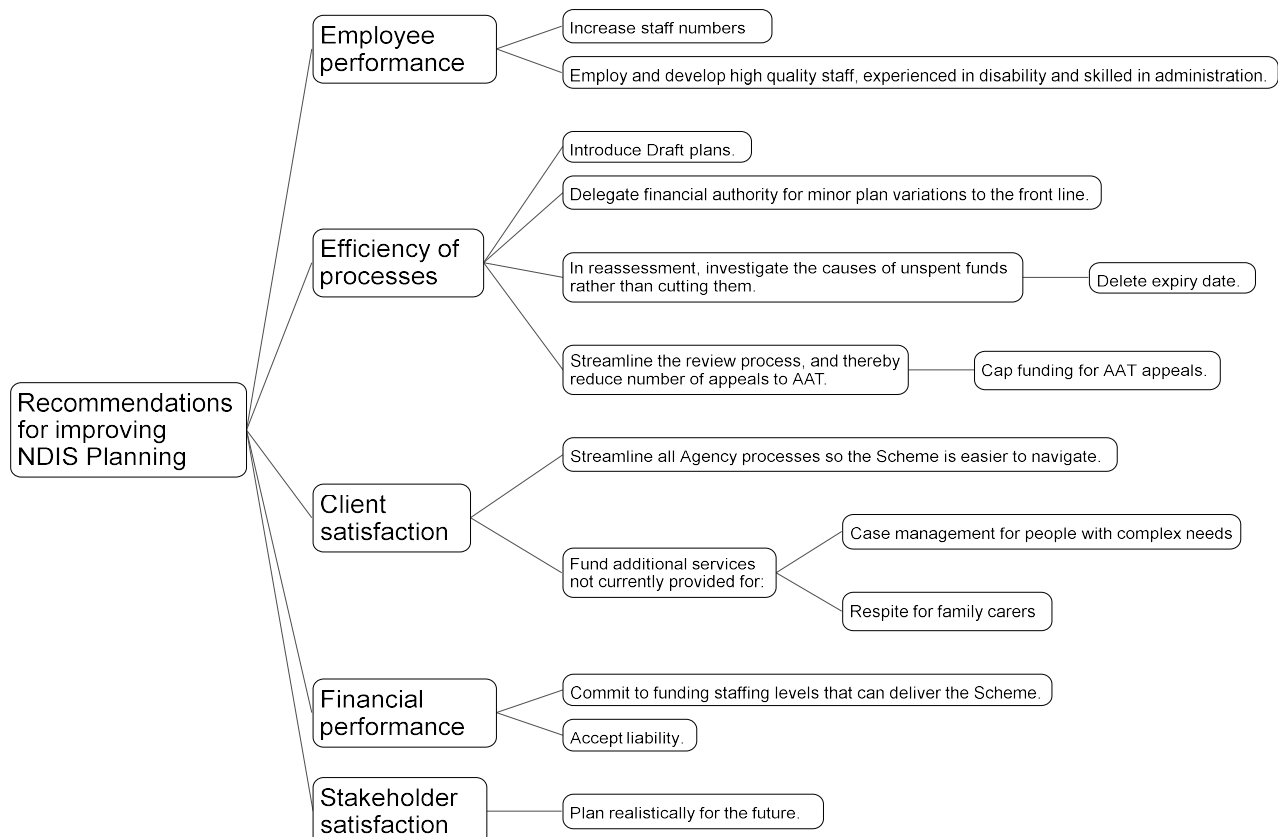 Recommendations
for improving
NDIS Planning
Employee
performance
Increase staff numbers
Employ and develop high quality staff, experienced in disability and skilled in administration.
Efficiency of
processes
Introduce Draft plans.
Delegate financial authority for minor plan variations to the front line.
In reassessment, investigate the causes of unspent funds
rather than cutting them.
Delete expiry date.
Streamline the review process, and thereby
reduce number of appeals to AAT.
Cap funding for AAT appeals.
Client
satisfaction
Streamline all Agency processes so the Scheme is easier to navigate.
Fund additional services
not currently provided for:
Case management for people with complex needs
Respite for family carers
Financial
performance
Commit to funding staffing levels that can deliver the Scheme.
Accept liability.
Stakeholder
satisfaction
Plan realistically for the future.